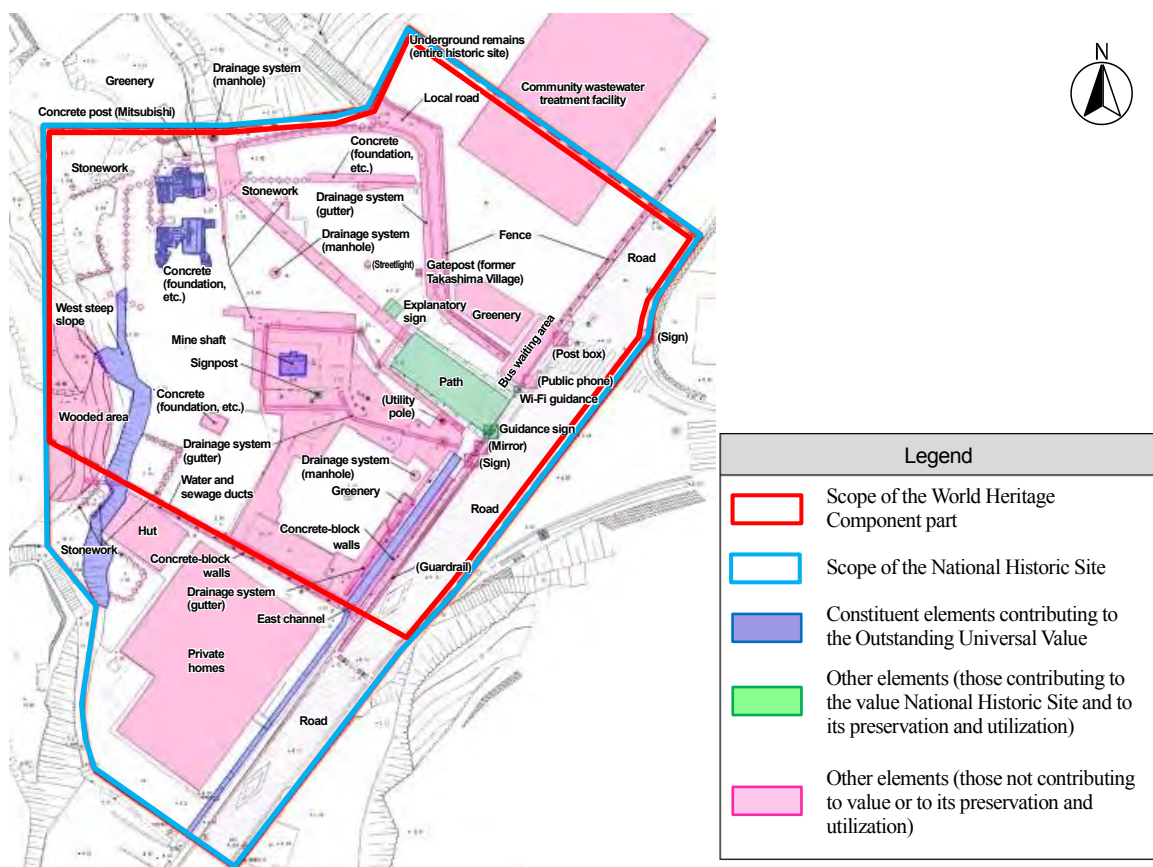 Underground remains
(entire historic site)
Drainage system
(manhole)
Greenery
Community wastewater
treatment facility
Local road
Concrete post (Mitsubishi)
Concrete
(foundation,
etc.)
Stonework
Stonework
Drainage system
(gutter)
Fence
Drainage system
(manhole)
Road
(Streetlight)
Gatepost (former
Takashima Village)
Concrete
(foundation,
etc.)
West steep
slope
Explanatory
sign
Greenery
Bus waiting area
(Sign)
Mine shaft
(Post box)
Signpost
Path
(Public phone)
Wi-Fi guidance
Concrete
(foundation, etc.)
Wooded area
(Utility
pole)
Guidance sign
(Mirror)
(Sign)
Drainage system
(gutter)
Drainage system
(manhole)
Water and
sewage ducts
Greenery
Road
Hut
Concrete-block
walls
Stonework
Concrete-block
walls
(Guardrail)
Drainage system
(gutter)
East channel
Private
homes
Road
N
Legend
Scope of the World Heritage
Component part
Scope of the National Historic Site
Constituent elements contributing to
the Outstanding Universal Value
Other elements (those contributing to
the value National Historic Site and to
its preservation and utilization)
Other elements (those not contributing
to value or to its preservation and
utilization)